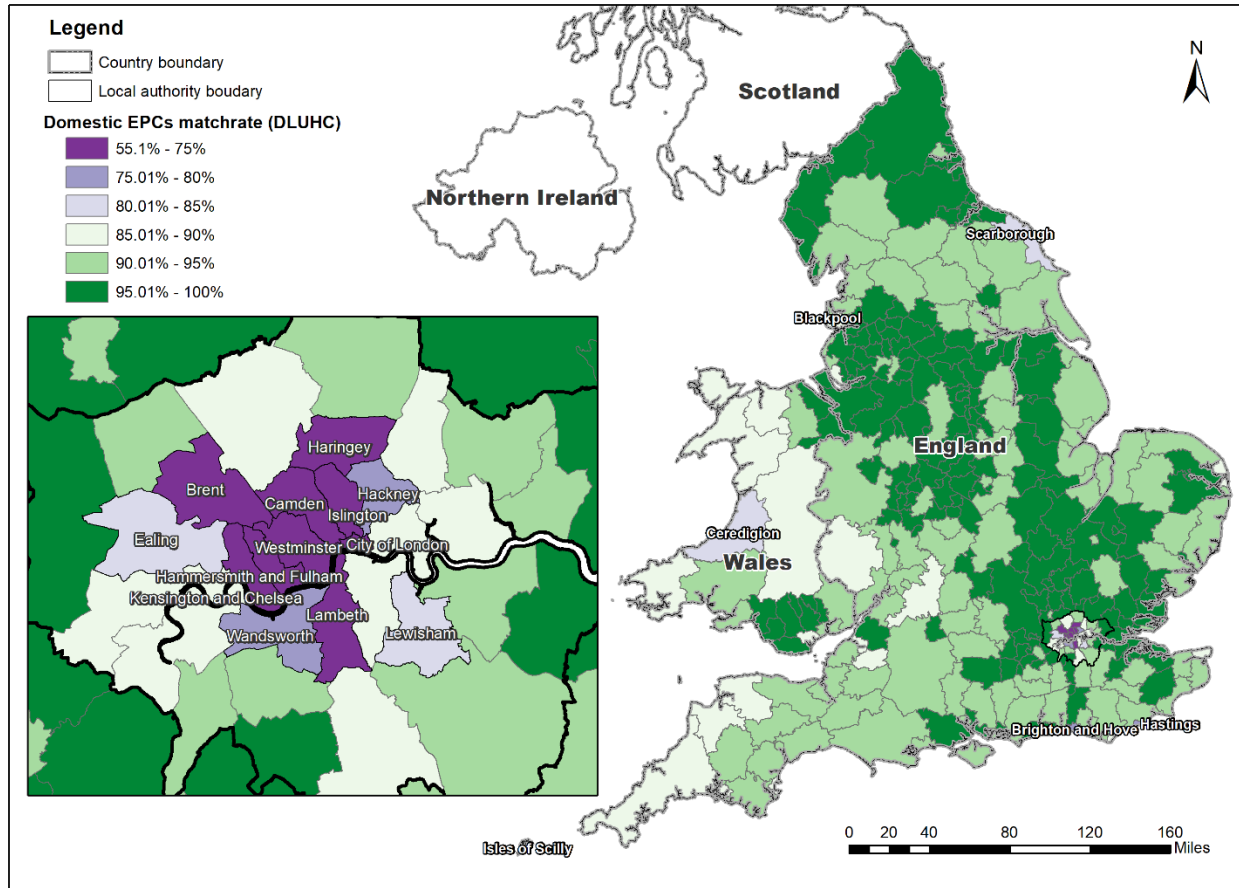 Legend
Country boundary
Local authority boudary
Domestic EPCs matchrate (DLUHC)
55.1% - 75%
75.01% - 80%
80.01% - 85%
85.01% - 90%
90.01% - 95%
95.01% - 100%
N
Scotland
Northern Ireland
Scarborough
Blackpool
England
Ceredigion
Wales
Brighton and Hove
Hastings
Isles of Scilly
Haringey
Brent
Camden
Hackney
Islington
Ealing
Westminster
City of London
Hammersmith and Fulham
Kensington and Chelsea
Lambeth
Wandsworth
Lewisham
0 20 40 80 120 160
Miles